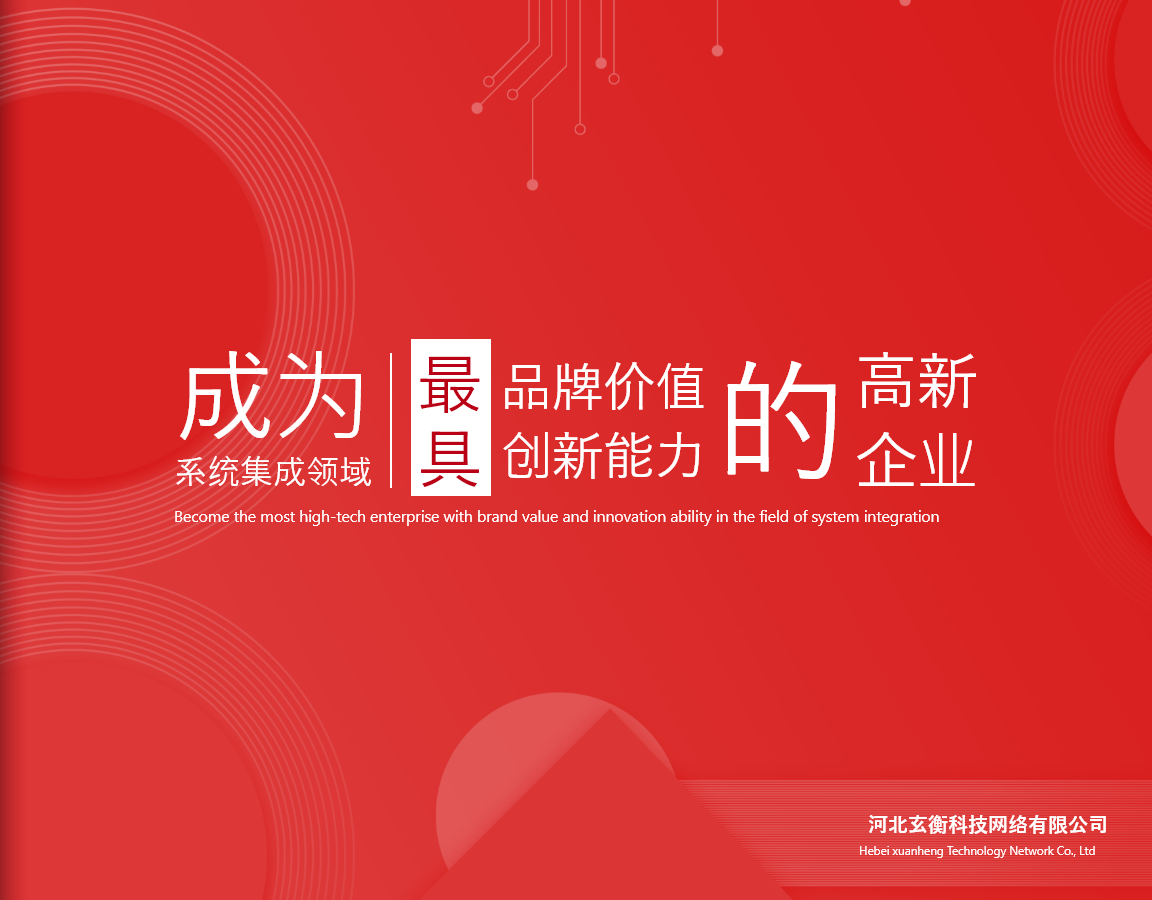 成为
系统集成领域
最具
品牌价值
创新能力
的
高新
企业
Become the most high-tech enterprise with brand value and innovation ability in the field of system integration
河北玄衡科技网络有限公司
Hebei xuanheng Technology Network Co., Ltd